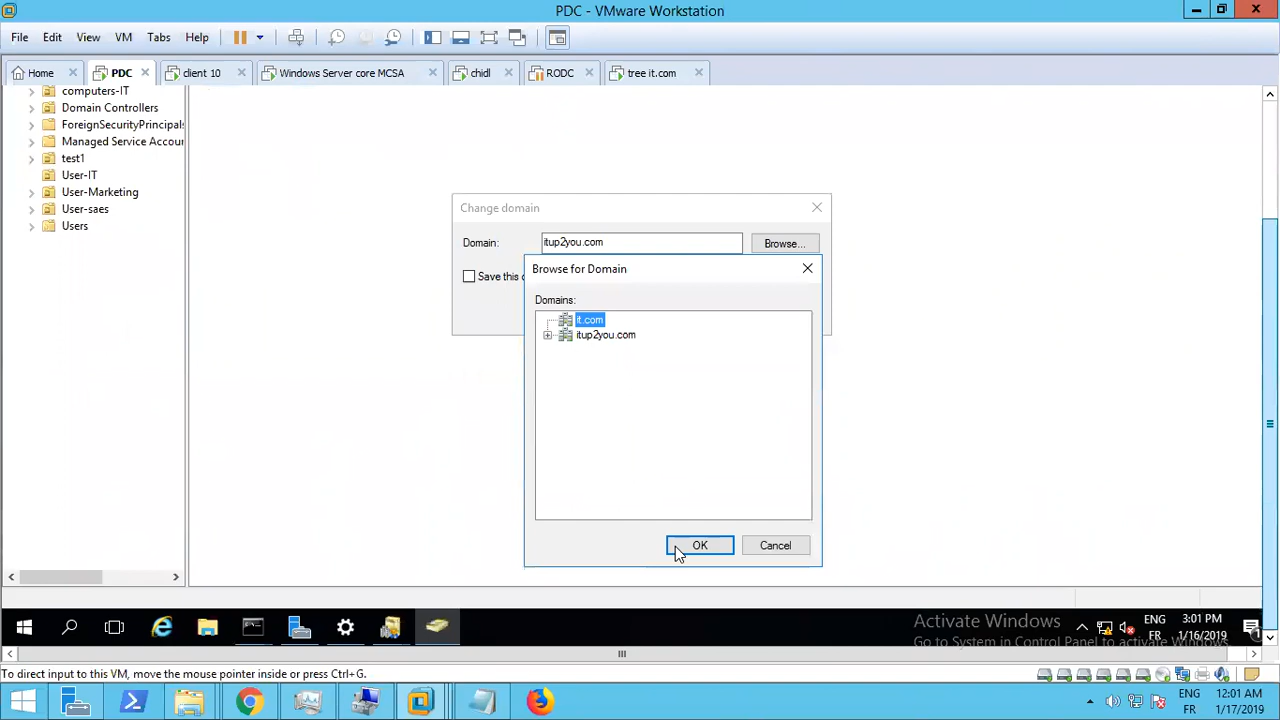 PDC - VMware Workstation
File Edit View VM Tabs Help
Home PDC client 10 Windows Server core MCSA chidl RODC tree it.com
computers-IT
Domain Controllers
ForeignSecurityPrincipals
Managed Service Accour
test1
User-IT
User-Marketing
User-saes
Users
Change domain
Domain: itup2you.com Browse...
Save this d
Browse for Domain
Domains:
it.com
itup2you.com
OK Cancel
Activate Windows
Go to System in Control Panel to activate Windows.
ENG 3:01 PM
FR 1/16/2019
To direct input to this VM, move the mouse pointer inside or press Ctrl+G.
ENG 12:01 AM
FR 1/17/2019